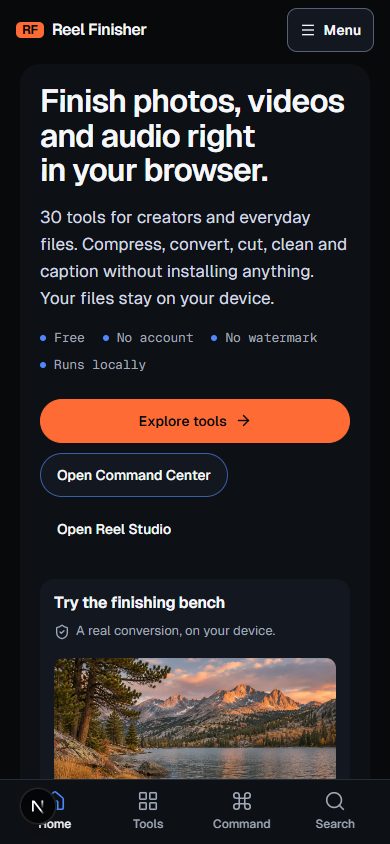 RF Reel Finisher
Menu
Finish photos, videos
and audio right
in your browser.
30 tools for creators and everyday
files. Compress, convert, cut, clean and
caption without installing anything.
Your files stay on your device.
Free No account No watermark
Runs locally
Explore tools
Open Command Center
Open Reel Studio
Try the finishing bench
A real conversion, on your device.
N
Home Tools Command Search